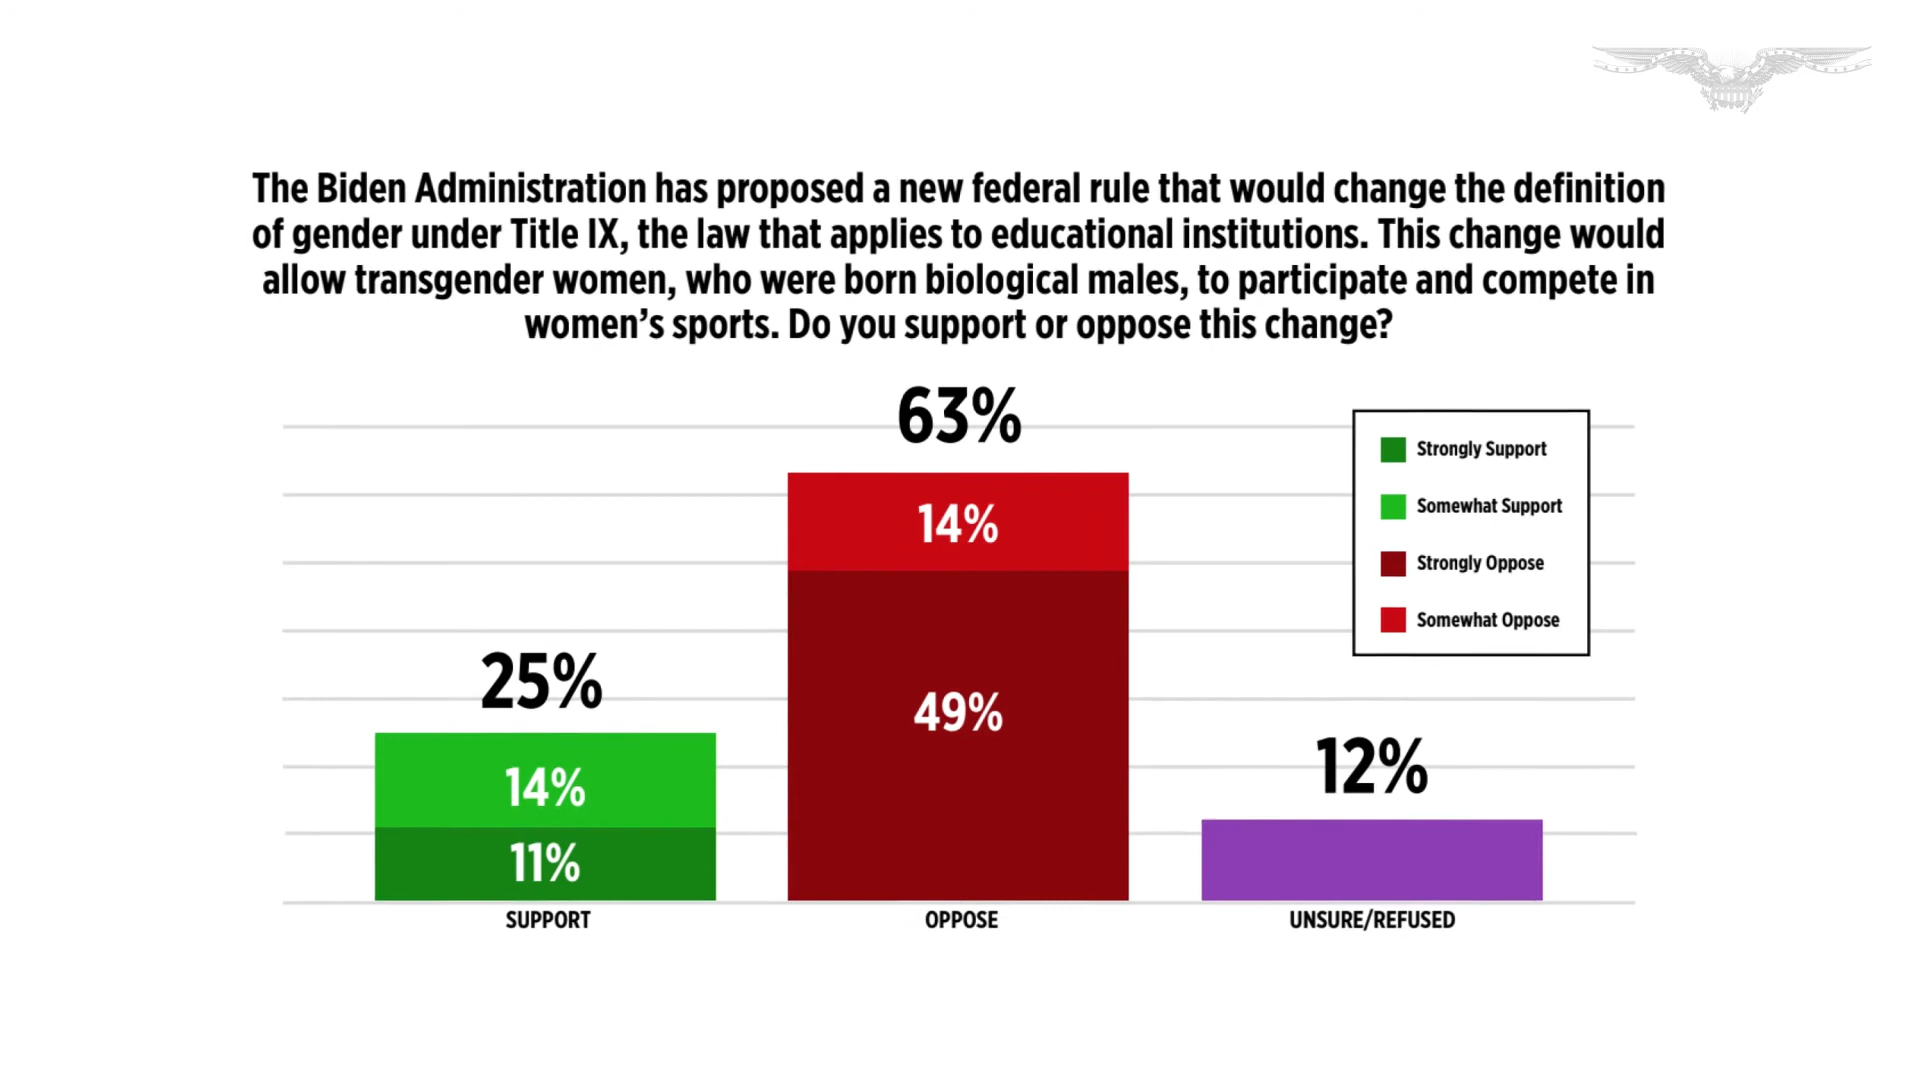 The Biden Administration has proposed a new federal rule that would change the definition
of gender under Title IX, the law that applies to educational institutions. This change would
allow transgender women, who were born biological males, to participate and compete in
women’s sports. Do you support or oppose this change?
63%
Strongly Support
14%
Somewhat Support
Strongly Oppose
Somewhat Oppose
25%
49%
12%
14%
11%
SUPPORT
OPPOSE
UNSURE/REFUSED